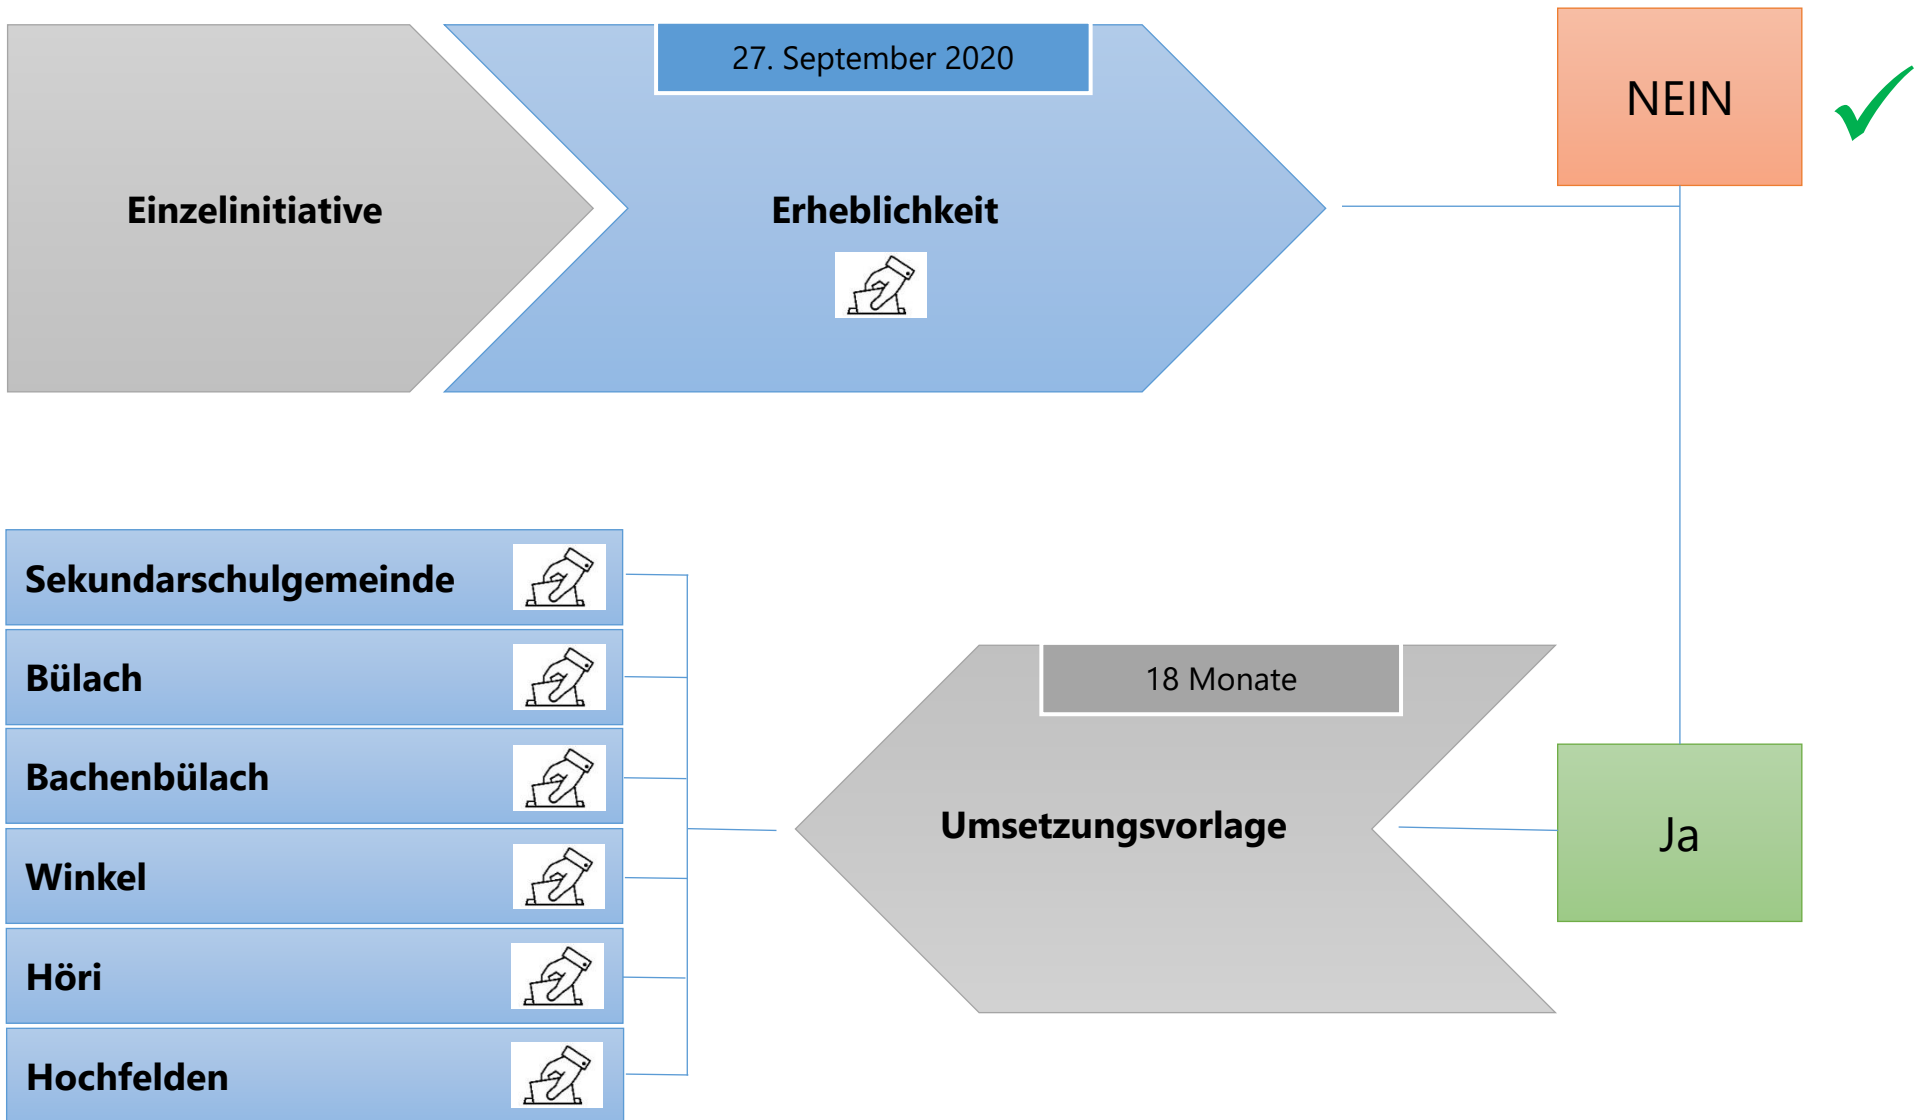 27. September 2020
NEIN
Einzelinitiative
Erheblichkeit
Sekundarschulgemeinde
Bülach
Bachenbülach
Winkel
Höri
Hochfelden
18 Monate
Umsetzungsvorlage
Ja